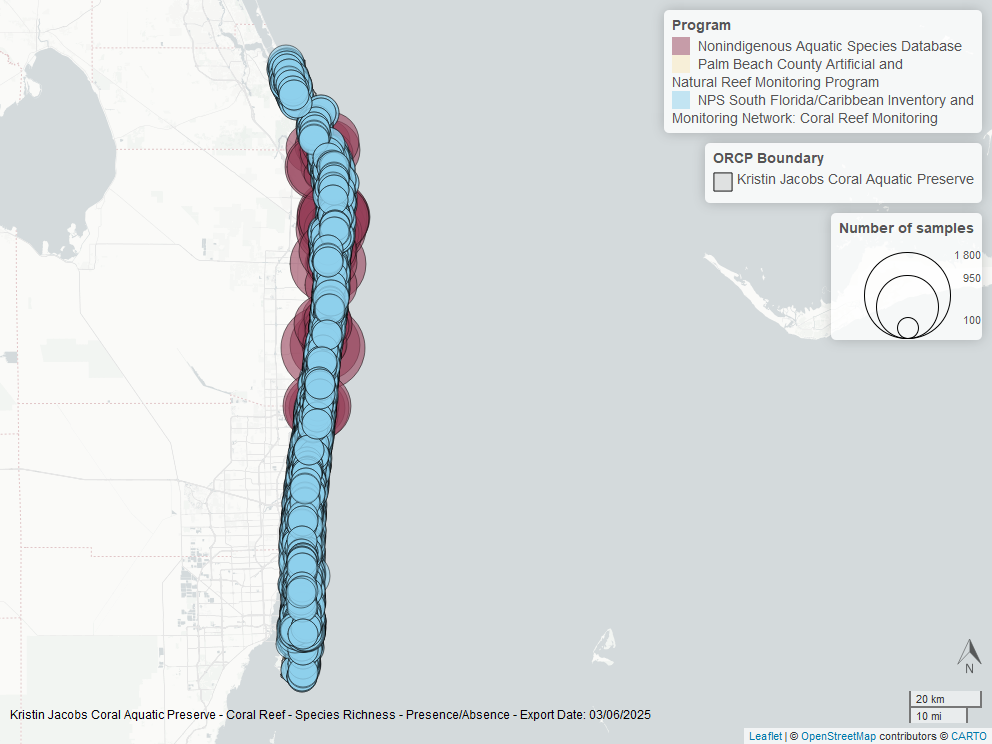 Program
Nonindigenous Aquatic Species Database
Palm Beach County Artificial and
Natural Reef Monitoring Program
NPS South Florida/Caribbean Inventory and
Monitoring Network: Coral Reef Monitoring
ORCP Boundary
Kristin Jacobs Coral Aquatic Preserve
Number of samples
1 800
950
100
N
20 km
10 mi
Kristin Jacobs Coral Aquatic Preserve - Coral Reef - Species Richness - Presence/Absence - Export Date: 03/06/2025
Leaflet | © OpenStreetMap contributors © CARTO